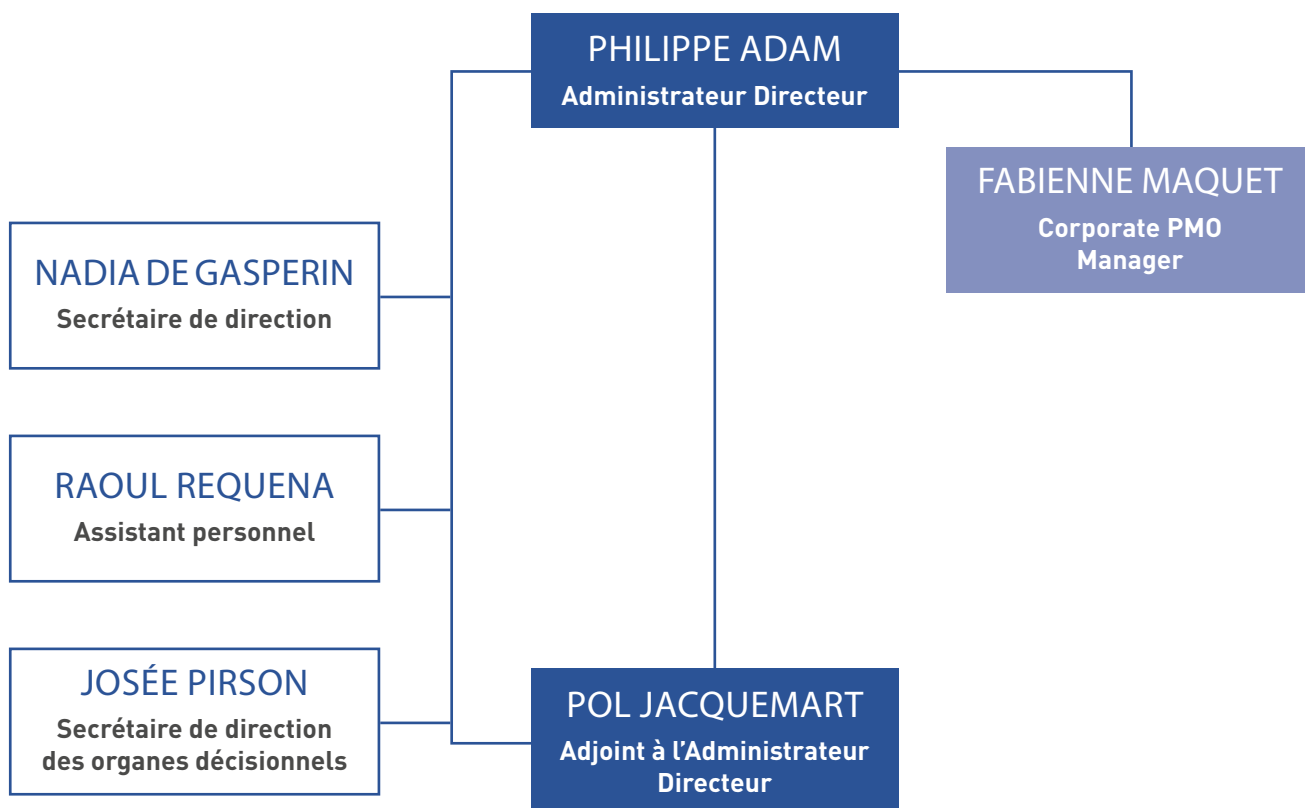 PHILIPPE ADAM
Administrateur Directeur
FABIENNE MAQUET
Corporate PMO
Manager
NADIA DE GASPERIN
Secrétaire de direction
RAOUL REQUENA
Assistant personnel
JOSÉE PIRSON
Secrétaire de direction
des organes décisionnels
POL JACQUEMART
Adjoint à l’Administrateur
Directeur